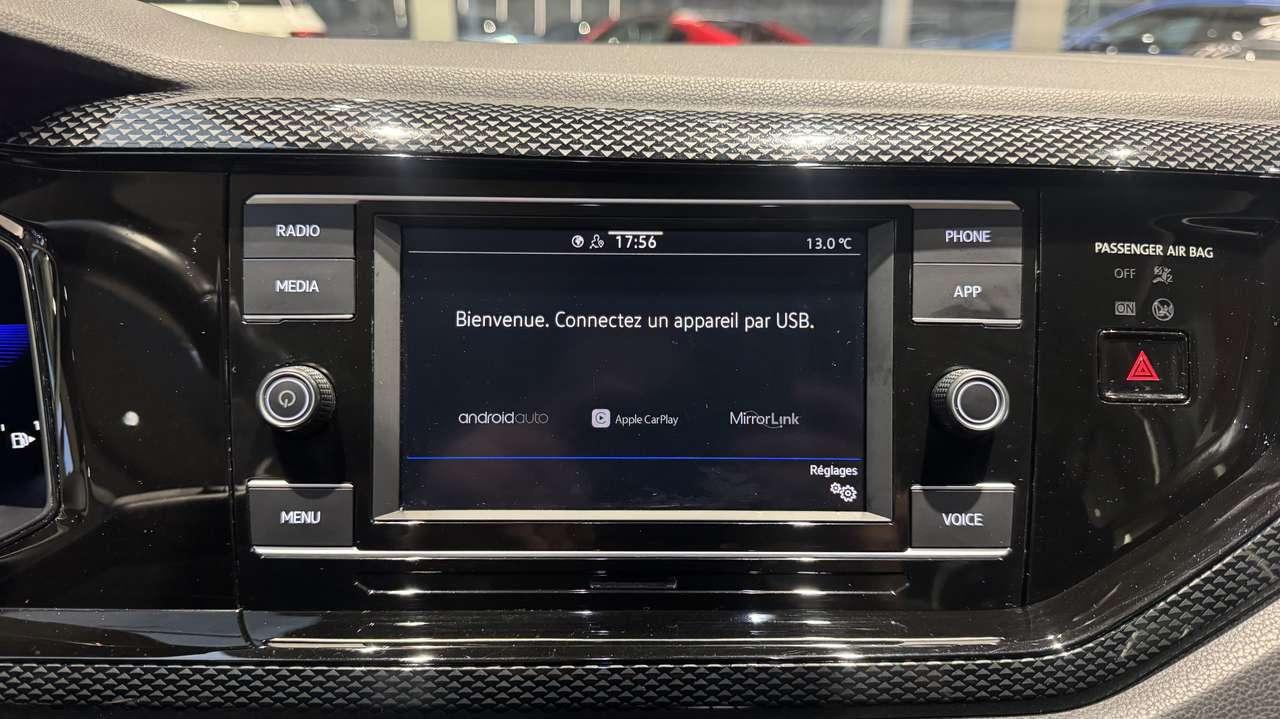 RADIO
MEDIA
MENU
17:56
13.0 °C
Bienvenue. Connectez un appareil par USB.
androidauto
Apple CarPlay
MirrorLink
Réglages
PHONE
APP
VOICE
PASSENGER AIR BAG
OFF
ON